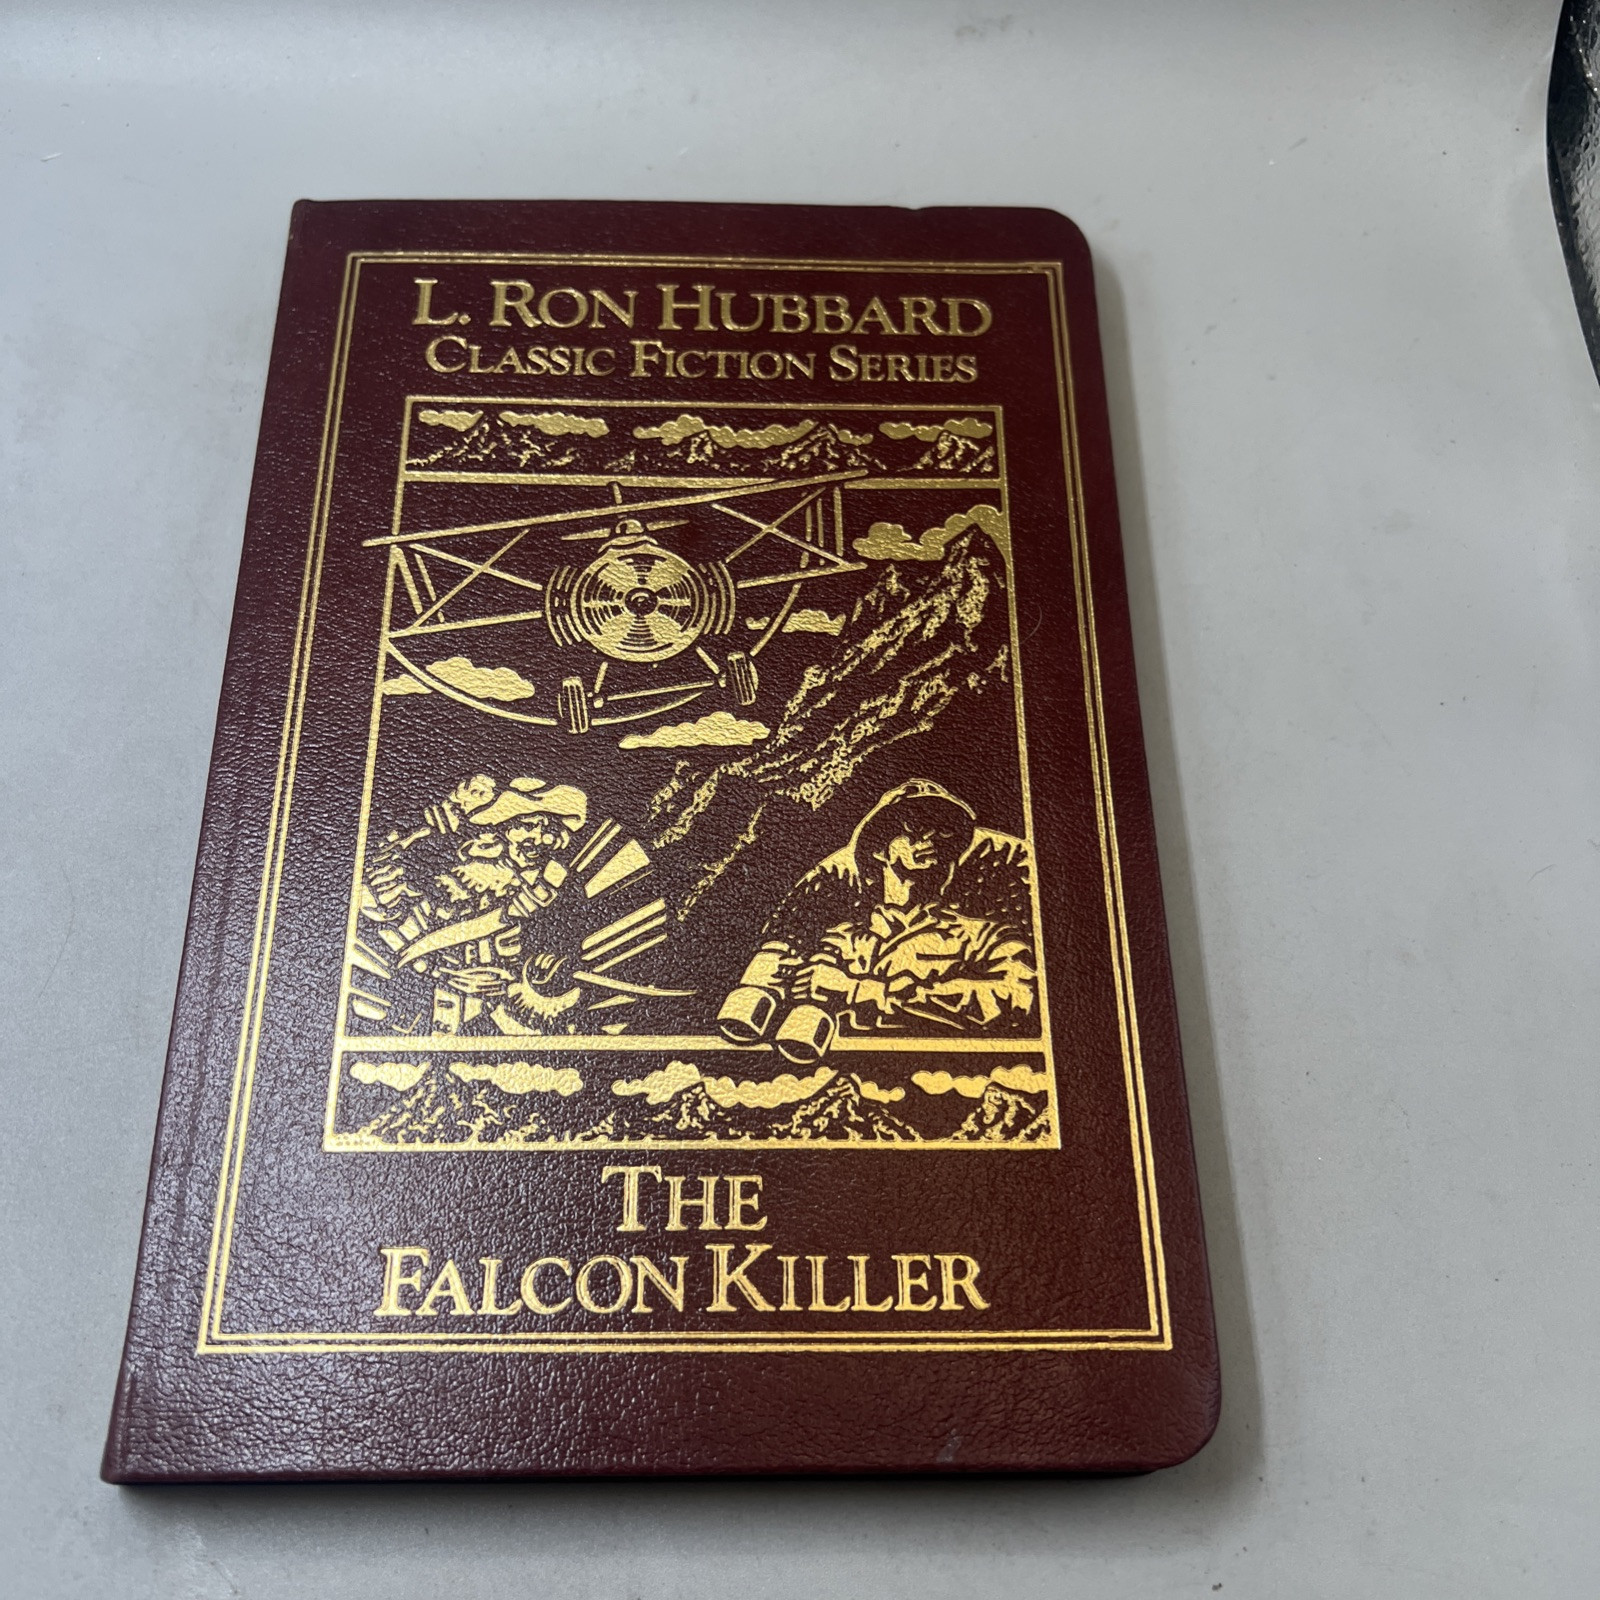 L. RON HUBBARD
CLASSIC FICTION SERIES
THE
FALCON KILLER